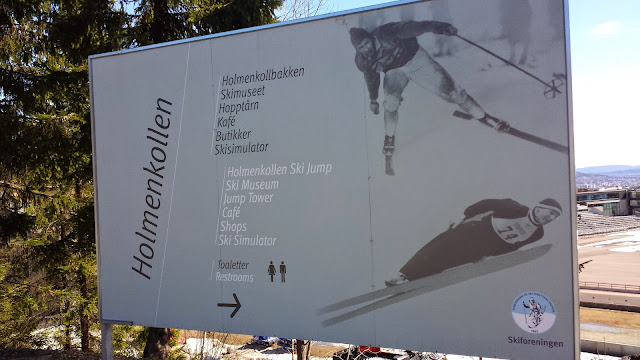 Holmenkollen
Holmenkollbakken
Skimuseet
Hopptårn
Kafé
Butikker
Skisimulator
Holmenkollen Ski Jump
Ski Museum
Jump Tower
Café
Shops
Ski Simulator
Toaletter
Restrooms
Skiforeningen